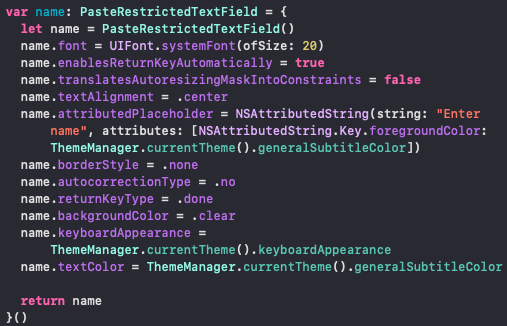 var name: PasteRestrictedTextField = {
  let name = PasteRestrictedTextField()
  name.font = UIFont.systemFont(ofSize: 20)
  name.enablesReturnKeyAutomatically = true
  name.translatesAutoresizingMaskIntoConstraints = false
  name.textAlignment = .center
  name.attributedPlaceholder = NSAttributedString(string: "Enter
      name", attributes: [NSAttributedString.Key.foregroundColor:
      ThemeManager.currentTheme().generalSubtitleColor])
  name.borderStyle = .none
  name.autocorrectionType = .no
  name.returnKeyType = .done
  name.backgroundColor = .clear
  name.keyboardAppearance =
      ThemeManager.currentTheme().keyboardAppearance
  name.textColor = ThemeManager.currentTheme().generalSubtitleColor

  return name
}()